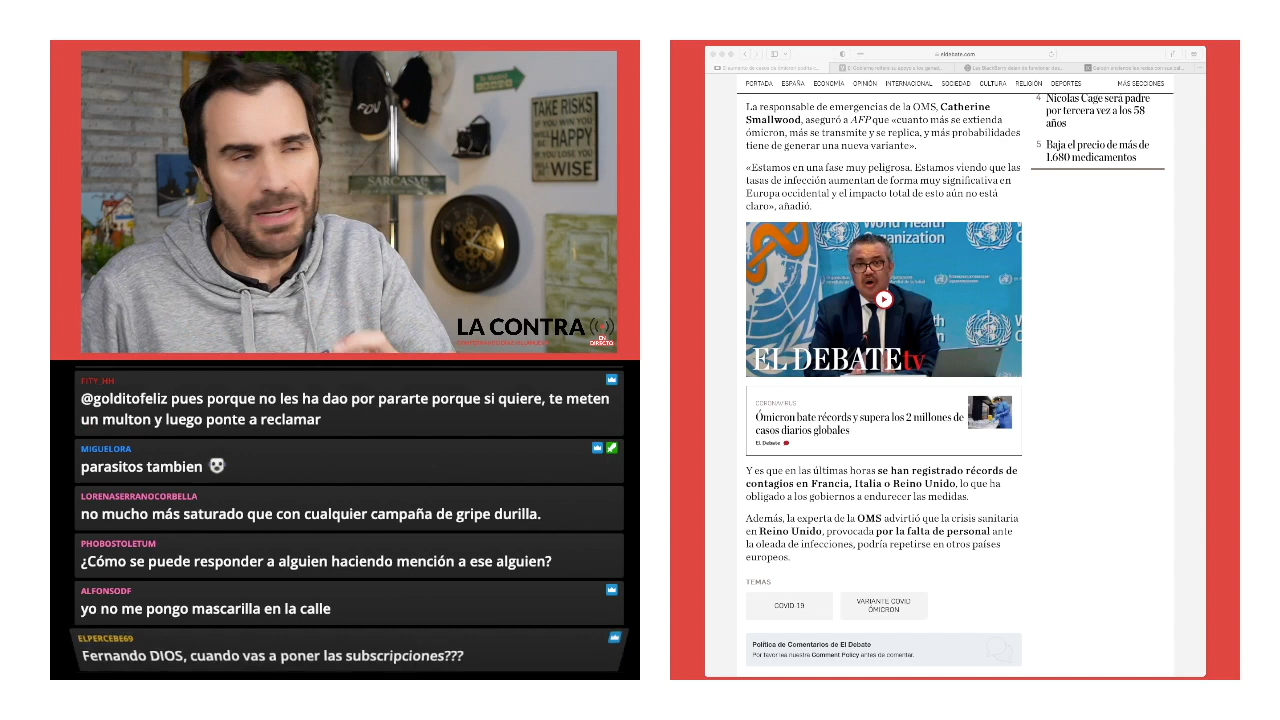 FOV
TAKE RISKS
IF YOU WIN YOU
WILL BE
HAPPY
IF YOU LOSE YOU
WILL BE
WISE
SARCASM
LA CONTRA
EN
DIRECTO
FITY_HH
@golditofeliz pues porque no les ha dao por pararte porque si quiere, te meten
un multon y luego ponte a reclamar
MIGUELORA
parasitos tambien
LORENASERRANOCORBELLA
no mucho más saturado que con cualquier campaña de gripe durilla.
PHOBOSTOLETUM
¿Cómo se puede responder a alguien haciendo mención a ese alguien?
ALFONSODF
yo no me pongo mascarilla en la calle
ELPERCEBE69
Fernando DIOS, cuando vas a poner las subscripciones???
eldebate.com
PORTADA ESPAÑA ECONOMÍA OPINIÓN INTERNACIONAL SOCIEDAD CULTURA RELIGIÓN DEPORTES MÁS SECCIONES
La responsable de emergencias de la OMS, Catherine
Smallwood, aseguró a AFP que «cuanto más se extienda
ómicron, más se transmite y se replica, y más probabilidades
tiene de generar una nueva variante».
«Estamos en una fase muy peligrosa. Estamos viendo que las
tasas de infección aumentan de forma muy significativa en
Europa occidental y el impacto total de esto aún no está
claro», añadió.
World Health
Organization
EL DEBATEtv
CORONAVIRUS
Ómicron bate récords y supera los 2 millones de
casos diarios globales
El Debate
Y es que en las últimas horas se han registrado récords de
contagios en Francia, Italia o Reino Unido, lo que ha
obligado a los gobiernos a endurecer las medidas.
Además, la experta de la OMS advirtió que la crisis sanitaria
en Reino Unido, provocada por la falta de personal ante
la oleada de infecciones, podría repetirse en otros países
europeos.
TEMAS
COVID-19
VARIANTE COVID
ÓMICRON
Política de Comentarios de El Debate
Por favor lea nuestra Comment Policy antes de comentar.
4 Nicolas Cage será padre
por tercera vez a los 58
años
5 Baja el precio de más de
1.680 medicamentos